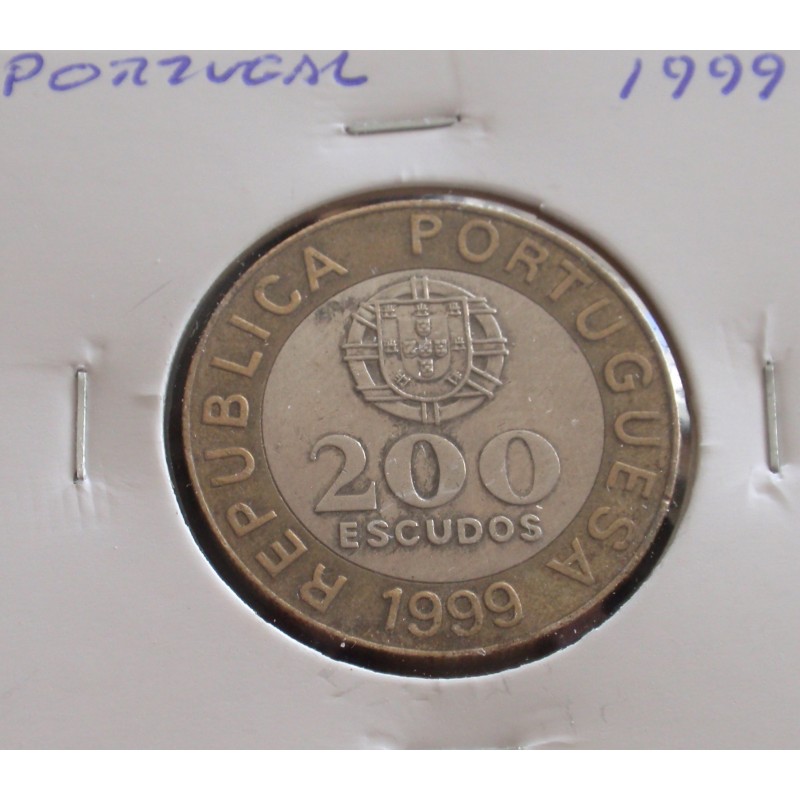 PORTUGAL 1999
REPUBLICA PORTUGUESA
200
ESCUDOS
1999